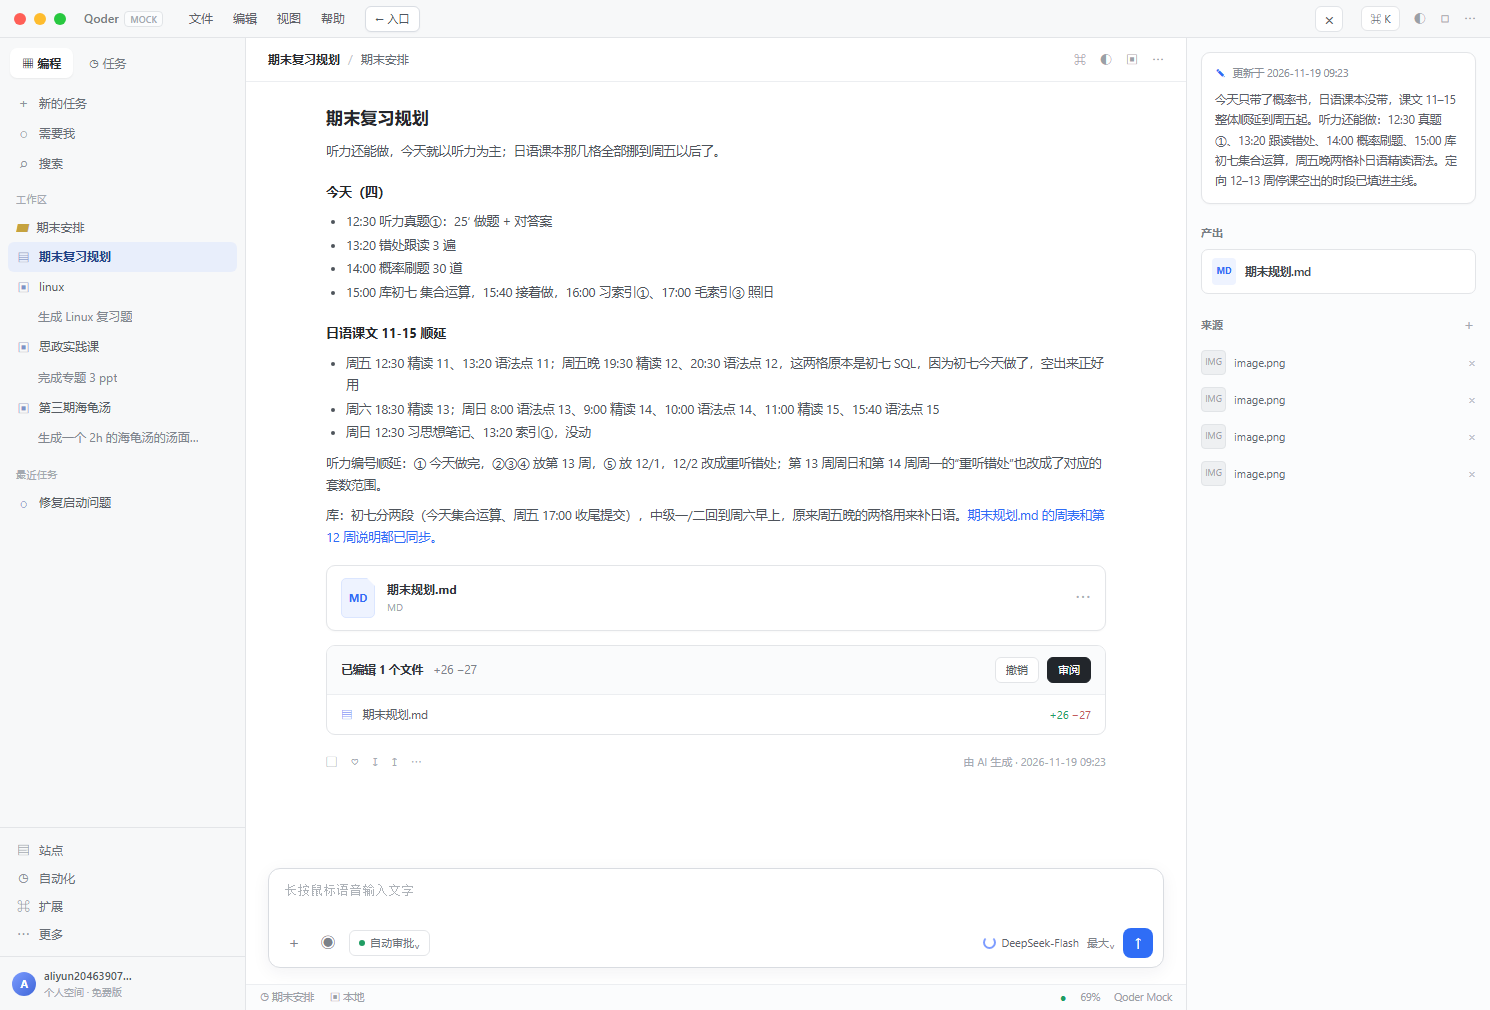 Qoder MOCK 文件 编辑 视图 帮助 ←入口 × ⌘K ···
编程 任务
+ 新的任务
需要我
搜索
工作区
期末安排
期末复习规划
linux
生成 Linux 复习题
思政实践课
完成专题 3 ppt
第三期海龟汤
生成一个 2h 的海龟汤的汤面...
最近任务
修复启动问题
站点
自动化
扩展
··· 更多
A
aliyun20463907...
个人空间 · 免费版
期末复习规划 / 期末安排
期末复习规划
听力还能做，今天就以听力为主；日语课本那几格全部挪到周五以后了。
今天（四）
• 12:30 听力真题①：25′ 做题 + 对答案
• 13:20 错处跟读 3 遍
• 14:00 概率刷题 30 道
• 15:00 库初七 集合运算，15:40 接着做，16:00 习索引①、17:00 毛索引③ 照旧
日语课文 11-15 顺延
• 周五 12:30 精读 11、13:20 语法点 11；周五晚 19:30 精读 12、20:30 语法点 12，这两格原本是初七 SQL，因为初七今天做了，空出来正好
用
• 周六 18:30 精读 13；周日 8:00 语法点 13、9:00 精读 14、10:00 语法点 14、11:00 精读 15、15:40 语法点 15
• 周日 12:30 习思想笔记、13:20 索引①，没动
听力编号顺延：① 今天做完，②③④ 放第 13 周，⑤ 放 12/1，12/2 改成重听错处；第 13 周周日和第 14 周周一的“重听错处”也改成了对应的
套数范围。
库：初七分两段（今天集合运算、周五 17:00 收尾提交），中级一/二回到周六早上，原来周五晚的两格用来补日语。期末规划.md 的周表和第
12 周说明都已同步。
MD
期末规划.md
MD
···
已编辑 1 个文件 +26 −27
撤销 审阅
期末规划.md +26 −27
由 AI 生成 · 2026-11-19 09:23
长按鼠标语音输入文字
+ 自动审批 DeepSeek-Flash 最大 ↑
期末安排 本地 69% Qoder Mock
更新于 2026-11-19 09:23
今天只带了概率书，日语课本没带，课文 11–15
整体顺延到周五起。听力还能做：12:30 真题
①、13:20 跟读错处、14:00 概率刷题、15:00 库
初七集合运算，周五晚两格补日语精读语法。定
向 12–13 周停课空出的时段已填进主线。
产出
MD 期末规划.md
来源 +
IMG image.png ×
IMG image.png ×
IMG image.png ×
IMG image.png ×